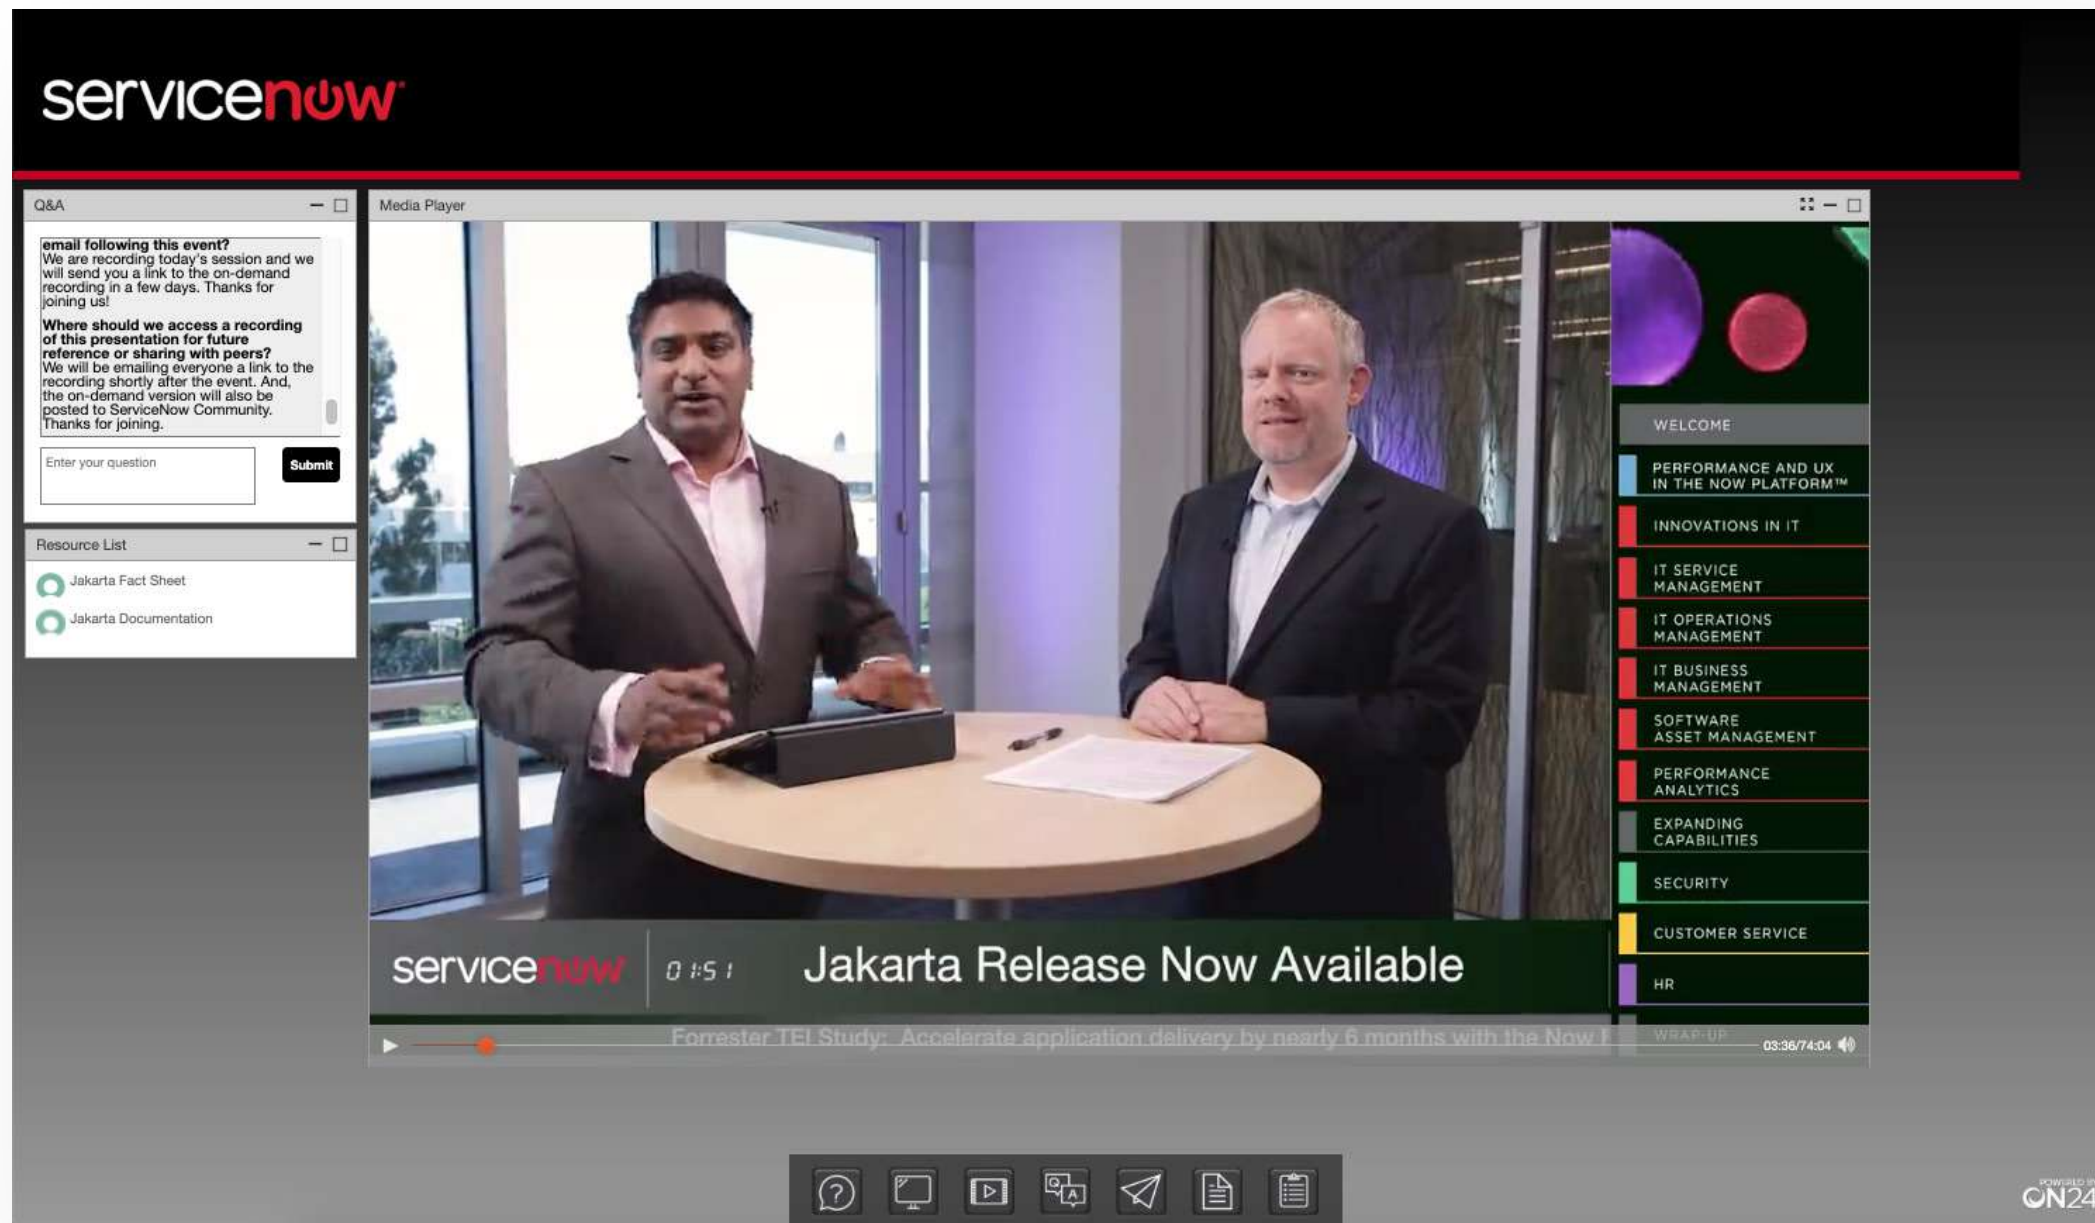 servicenow
Q&A
email following this event?
We are recording today's session and we
will send you a link to the on-demand
recording in a few days. Thanks for
joining us!
Where should we access a recording
of this presentation for future
reference or sharing with peers?
We will be emailing everyone a link to the
recording shortly after the event. And,
the on-demand version will also be
posted to ServiceNow Community.
Thanks for joining.
Enter your question
Submit
Resource List
Jakarta Fact Sheet
Jakarta Documentation
Media Player
WELCOME
PERFORMANCE AND UX
IN THE NOW PLATFORM™
INNOVATIONS IN IT
IT SERVICE
MANAGEMENT
IT OPERATIONS
MANAGEMENT
IT BUSINESS
MANAGEMENT
SOFTWARE
ASSET MANAGEMENT
PERFORMANCE
ANALYTICS
EXPANDING
CAPABILITIES
SECURITY
CUSTOMER SERVICE
HR
WRAP-UP
servicenow
01:51
Jakarta Release Now Available
Forrester TEI Study: Accelerate application delivery by nearly 6 months with the Now
03:36/74:04
Q
A
POWERED BY
ON24